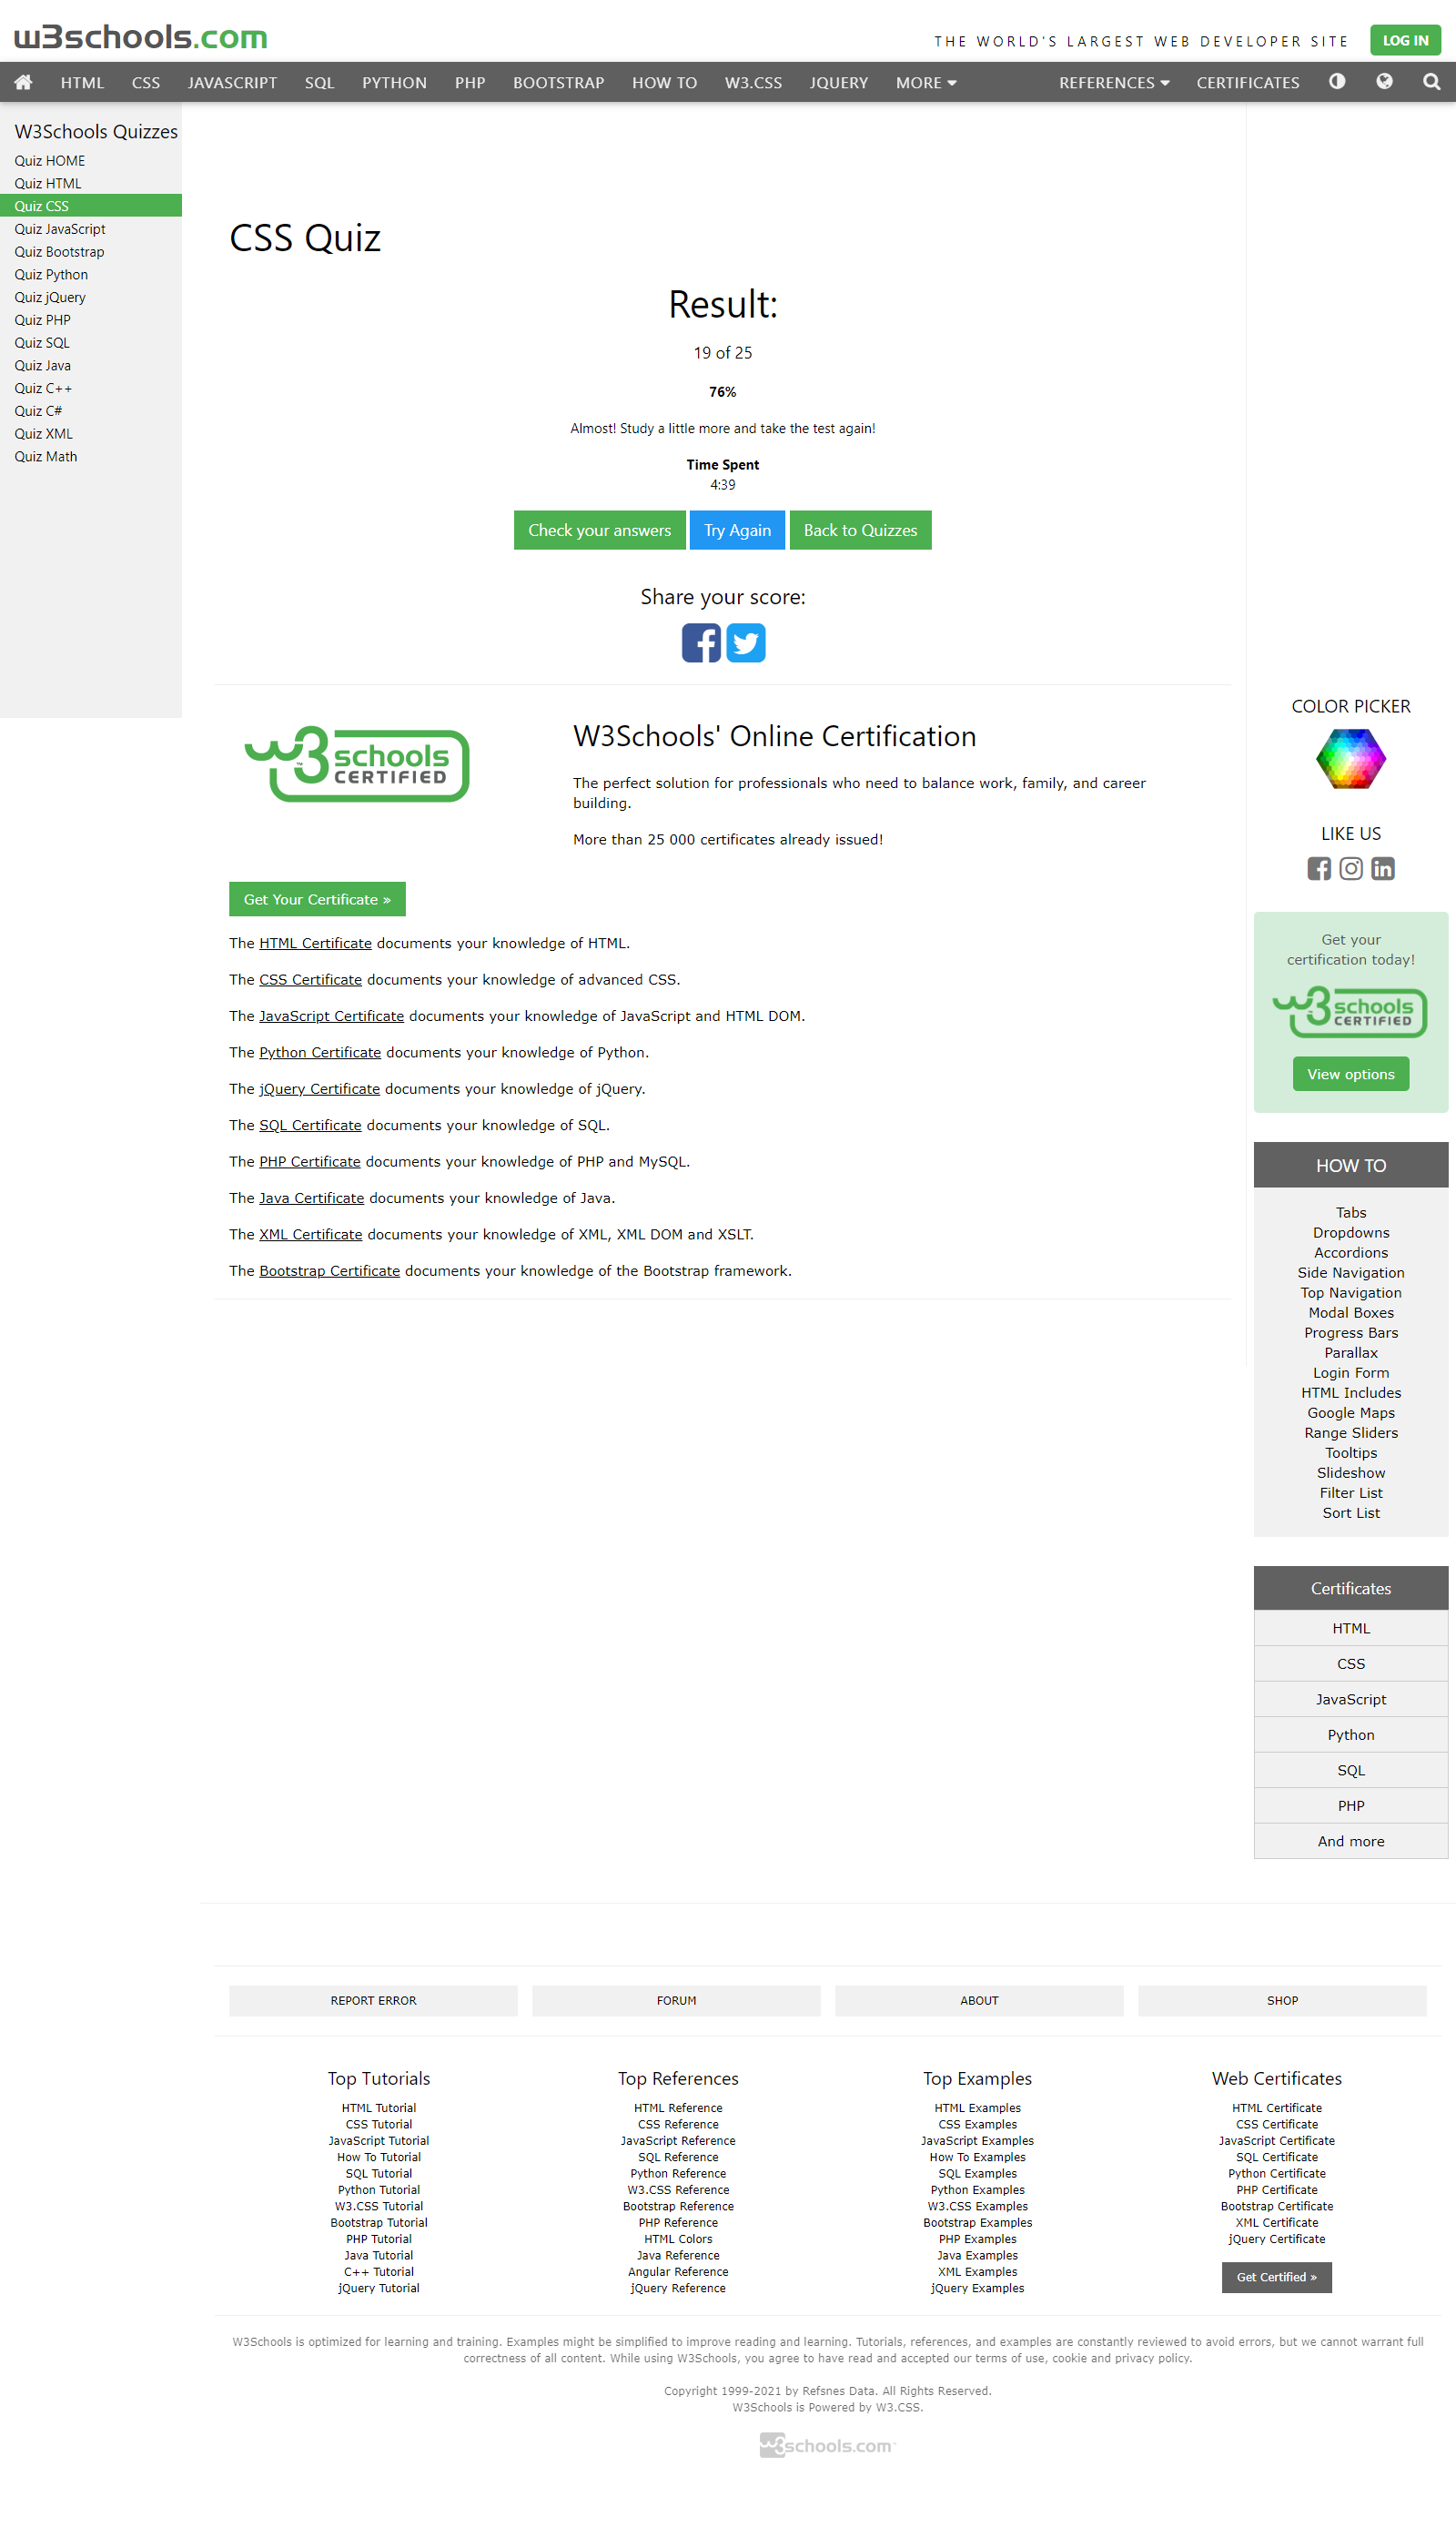 w3schools.com
THE WORLD'S LARGEST WEB DEVELOPER SITE
LOG IN
HTML CSS JAVASCRIPT SQL PYTHON PHP BOOTSTRAP HOW TO W3.CSS JQUERY MORE REFERENCES CERTIFICATES
W3Schools Quizzes
Quiz HOME
Quiz HTML
Quiz CSS
Quiz JavaScript
Quiz Bootstrap
Quiz Python
Quiz jQuery
Quiz PHP
Quiz SQL
Quiz Java
Quiz C++
Quiz C#
Quiz XML
Quiz Math
CSS Quiz
Result:
19 of 25
76%
Almost! Study a little more and take the test again!
Time Spent
4:39
Check your answers Try Again Back to Quizzes
Share your score:
w3schools CERTIFIED
W3Schools' Online Certification
The perfect solution for professionals who need to balance work, family, and career
building.
More than 25 000 certificates already issued!
Get Your Certificate »
The HTML Certificate documents your knowledge of HTML.
The CSS Certificate documents your knowledge of advanced CSS.
The JavaScript Certificate documents your knowledge of JavaScript and HTML DOM.
The Python Certificate documents your knowledge of Python.
The jQuery Certificate documents your knowledge of jQuery.
The SQL Certificate documents your knowledge of SQL.
The PHP Certificate documents your knowledge of PHP and MySQL.
The Java Certificate documents your knowledge of Java.
The XML Certificate documents your knowledge of XML, XML DOM and XSLT.
The Bootstrap Certificate documents your knowledge of the Bootstrap framework.
COLOR PICKER
LIKE US
Get your
certification today!
w3schools CERTIFIED
View options
HOW TO
Tabs
Dropdowns
Accordions
Side Navigation
Top Navigation
Modal Boxes
Progress Bars
Parallax
Login Form
HTML Includes
Google Maps
Range Sliders
Tooltips
Slideshow
Filter List
Sort List
Certificates
HTML
CSS
JavaScript
Python
SQL
PHP
And more
REPORT ERROR FORUM ABOUT SHOP
Top Tutorials
HTML Tutorial
CSS Tutorial
JavaScript Tutorial
How To Tutorial
SQL Tutorial
Python Tutorial
W3.CSS Tutorial
Bootstrap Tutorial
PHP Tutorial
Java Tutorial
C++ Tutorial
jQuery Tutorial
Top References
HTML Reference
CSS Reference
JavaScript Reference
SQL Reference
Python Reference
W3.CSS Reference
Bootstrap Reference
PHP Reference
HTML Colors
Java Reference
Angular Reference
jQuery Reference
Top Examples
HTML Examples
CSS Examples
JavaScript Examples
How To Examples
SQL Examples
Python Examples
W3.CSS Examples
Bootstrap Examples
PHP Examples
Java Examples
XML Examples
jQuery Examples
Web Certificates
HTML Certificate
CSS Certificate
JavaScript Certificate
SQL Certificate
Python Certificate
PHP Certificate
Bootstrap Certificate
XML Certificate
jQuery Certificate
Get Certified »
W3Schools is optimized for learning and training. Examples might be simplified to improve reading and learning. Tutorials, references, and examples are constantly reviewed to avoid errors, but we cannot warrant full
correctness of all content. While using W3Schools, you agree to have read and accepted our terms of use, cookie and privacy policy.
Copyright 1999-2021 by Refsnes Data. All Rights Reserved.
W3Schools is Powered by W3.CSS.
w3schools.com